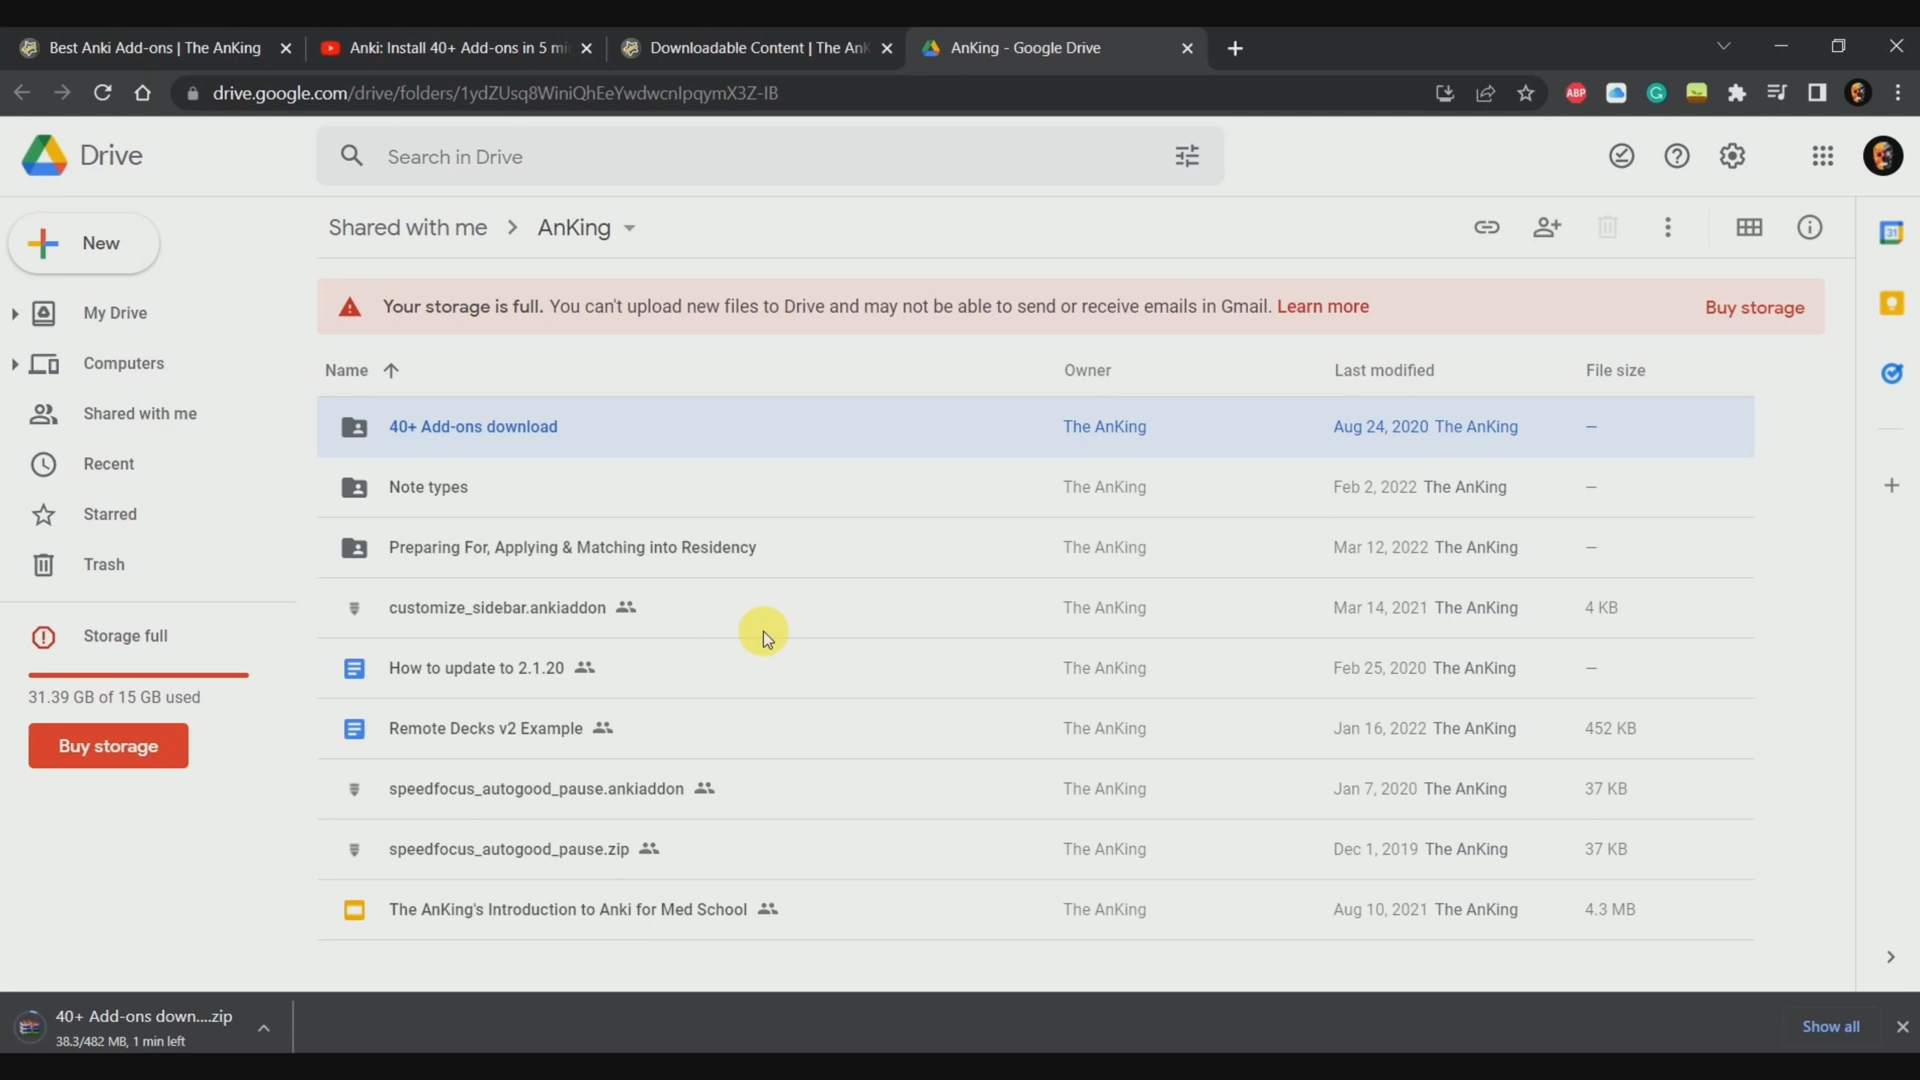 Best Anki Add-ons | The AnKing
Anki: Install 40+ Add-ons in 5 mi
Downloadable Content | The AnK
AnKing - Google Drive
drive.google.com/drive/folders/1ydZUsq8WiniQhEeYwdwcnlpqymX3Z-IB
ABP
Drive
Search in Drive
New
Shared with me > AnKing
31
Your storage is full. You can't upload new files to Drive and may not be able to send or receive emails in Gmail. Learn more
Buy storage
My Drive
Computers
Shared with me
Recent
Starred
Trash
Storage full
31.39 GB of 15 GB used
Buy storage
Name Owner Last modified File size
40+ Add-ons download The AnKing Aug 24, 2020 The AnKing –
Note types The AnKing Feb 2, 2022 The AnKing –
Preparing For, Applying & Matching into Residency The AnKing Mar 12, 2022 The AnKing –
customize_sidebar.ankiaddon The AnKing Mar 14, 2021 The AnKing 4 KB
How to update to 2.1.20 The AnKing Feb 25, 2020 The AnKing –
Remote Decks v2 Example The AnKing Jan 16, 2022 The AnKing 452 KB
speedfocus_autogood_pause.ankiaddon The AnKing Jan 7, 2020 The AnKing 37 KB
speedfocus_autogood_pause.zip The AnKing Dec 1, 2019 The AnKing 37 KB
The AnKing's Introduction to Anki for Med School The AnKing Aug 10, 2021 The AnKing 4.3 MB
40+ Add-ons down....zip
38.3/482 MB, 1 min left
Show all